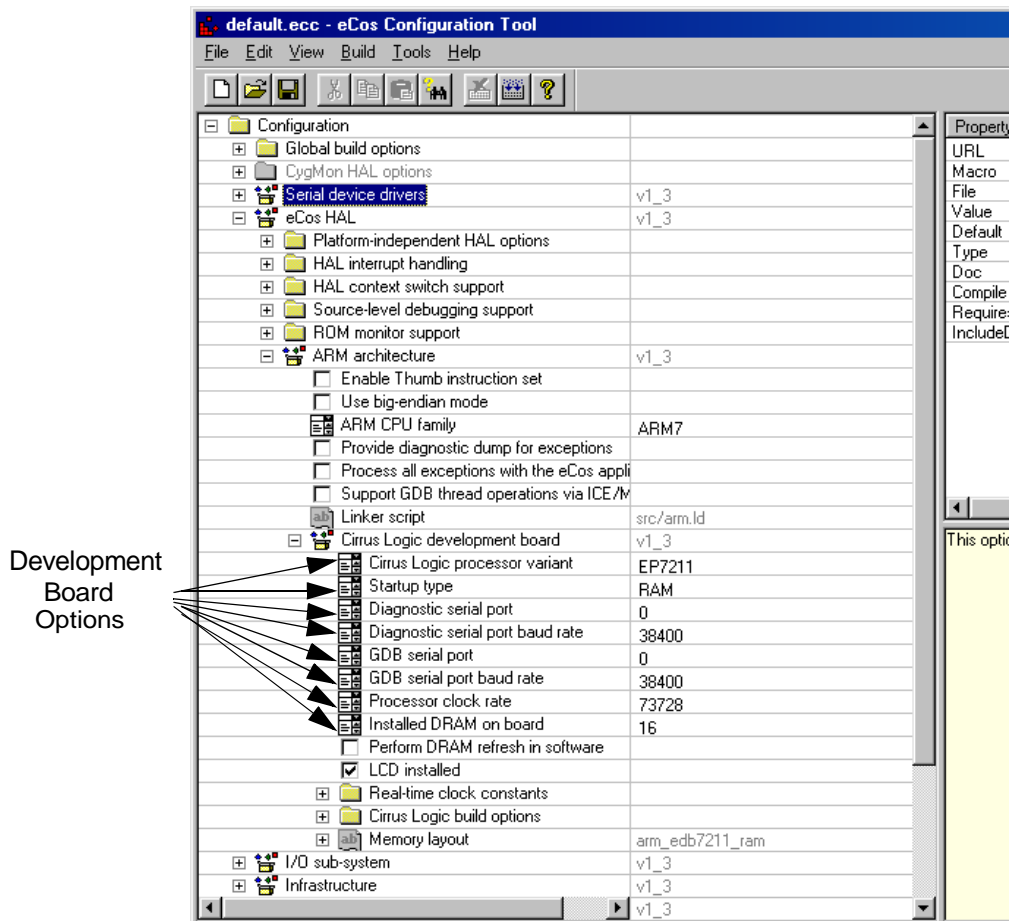 default.ecc - eCos Configuration Tool
File Edit View Build Tools Help
Configuration
Global build options
CygMon HAL options
Serial device drivers v1_3
eCos HAL v1_3
Platform-independent HAL options
HAL interrupt handling
HAL context switch support
Source-level debugging support
ROM monitor support
ARM architecture v1_3
Enable Thumb instruction set
Use big-endian mode
ARM CPU family ARM7
Provide diagnostic dump for exceptions
Process all exceptions with the eCos appli
Support GDB thread operations via ICE/M
Linker script src/arm.ld
Cirrus Logic development board v1_3
Cirrus Logic processor variant EP7211
Startup type RAM
Diagnostic serial port 0
Diagnostic serial port baud rate 38400
GDB serial port 0
GDB serial port baud rate 38400
Processor clock rate 73728
Installed DRAM on board 16
Perform DRAM refresh in software
LCD installed
Real-time clock constants
Cirrus Logic build options
Memory layout arm_edb7211_ram
I/O sub-system v1_3
Infrastructure v1_3
v1_3
Property
URL
Macro
File
Value
Default
Type
Doc
Compile
Requires
IncludeD
This optic
Development
Board
Options